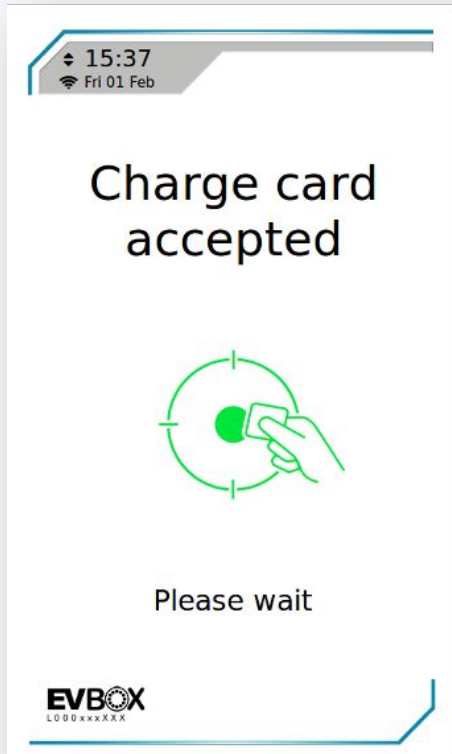 15:37
Fri 01 Feb
Charge card
accepted
Please wait
EVBOX
L000xxxXXX